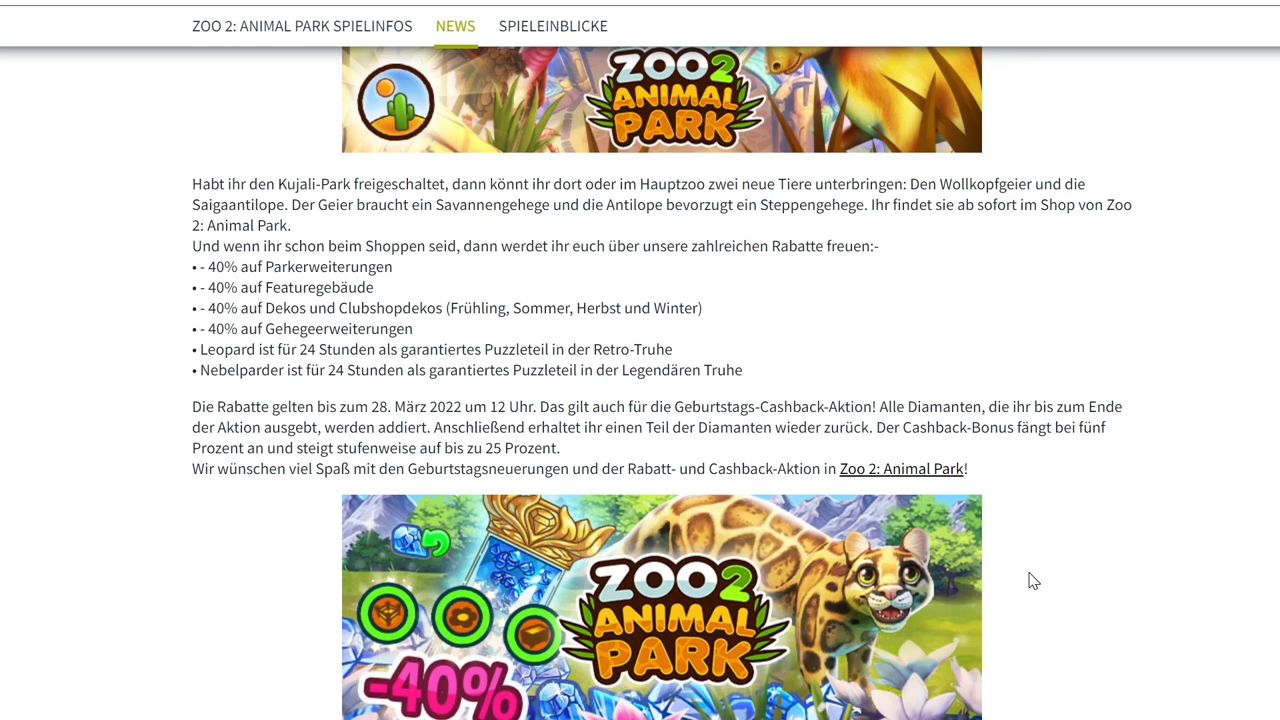 ZOO 2: ANIMAL PARK SPIELINFOS NEWS SPIELEINBLICKE
ZOO2
ANIMAL
PARK
Habt ihr den Kujali-Park freigeschaltet, dann könnt ihr dort oder im Hauptzoo zwei neue Tiere unterbringen: Den Wollkopfgeier und die
Saigaantilope. Der Geier braucht ein Savannengehege und die Antilope bevorzugt ein Steppengehege. Ihr findet sie ab sofort im Shop von Zoo
2: Animal Park.
Und wenn ihr schon beim Shoppen seid, dann werdet ihr euch über unsere zahlreichen Rabatte freuen:-
• - 40% auf Parkerweiterungen
• - 40% auf Featuregebäude
• - 40% auf Dekos und Clubshopdekos (Frühling, Sommer, Herbst und Winter)
• - 40% auf Gehegeerweiterungen
• Leopard ist für 24 Stunden als garantiertes Puzzleteil in der Retro-Truhe
• Nebelparder ist für 24 Stunden als garantiertes Puzzleteil in der Legendären Truhe
Die Rabatte gelten bis zum 28. März 2022 um 12 Uhr. Das gilt auch für die Geburtstags-Cashback-Aktion! Alle Diamanten, die ihr bis zum Ende
der Aktion ausgebt, werden addiert. Anschließend erhaltet ihr einen Teil der Diamanten wieder zurück. Der Cashback-Bonus fängt bei fünf
Prozent an und steigt stufenweise auf bis zu 25 Prozent.
Wir wünschen viel Spaß mit den Geburtstagsneuerungen und der Rabatt- und Cashback-Aktion in Zoo 2: Animal Park!
ZOO2
ANIMAL
PARK
-40%